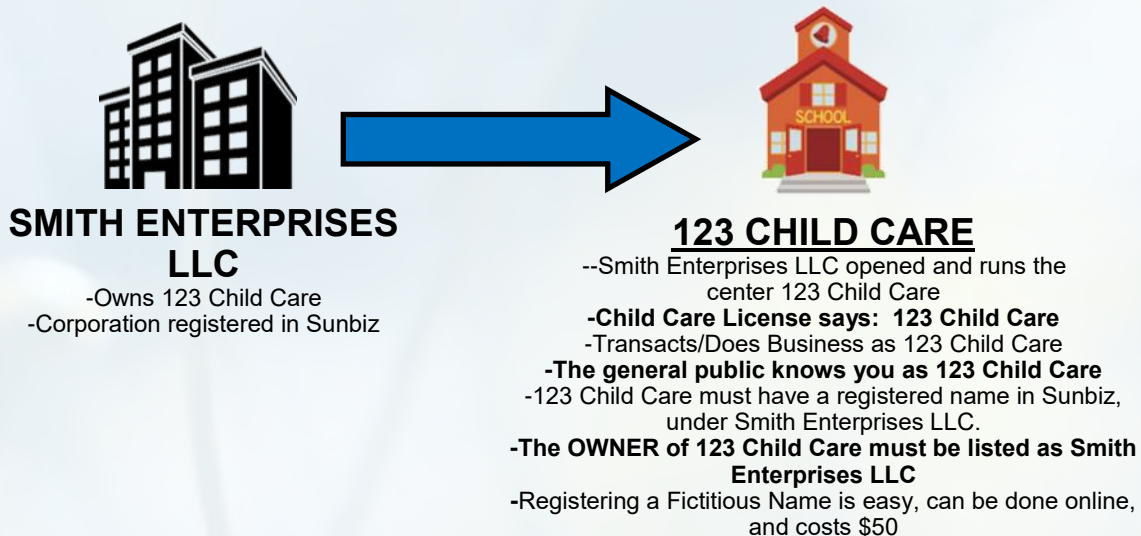 SMITH ENTERPRISES
LLC
-Owns 123 Child Care
-Corporation registered in Sunbiz
SCHOOL
123 CHILD CARE
--Smith Enterprises LLC opened and runs the
center 123 Child Care
-Child Care License says:  123 Child Care
-Transacts/Does Business as 123 Child Care
-The general public knows you as 123 Child Care
-123 Child Care must have a registered name in Sunbiz,
under Smith Enterprises LLC.
-The OWNER of 123 Child Care must be listed as Smith
Enterprises LLC
-Registering a Fictitious Name is easy, can be done online,
and costs $50